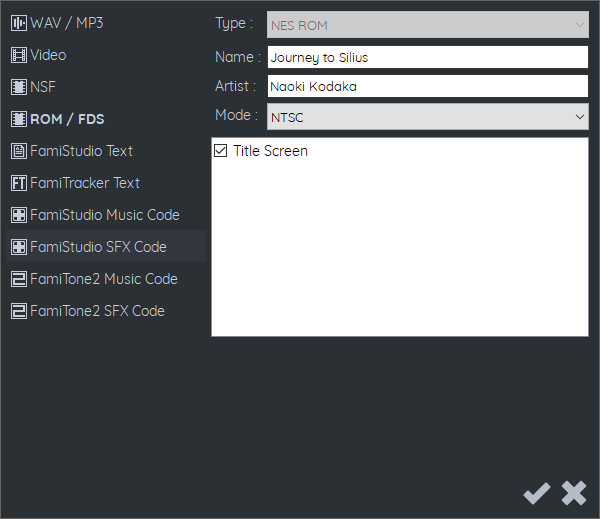 WAV / MP3
Video
NSF
ROM / FDS
FamiStudio Text
FamiTracker Text
FamiStudio Music Code
FamiStudio SFX Code
FamiTone2 Music Code
FamiTone2 SFX Code
Type : NES ROM
Name : Journey to Silius
Artist : Naoki Kodaka
Mode : NTSC
Title Screen